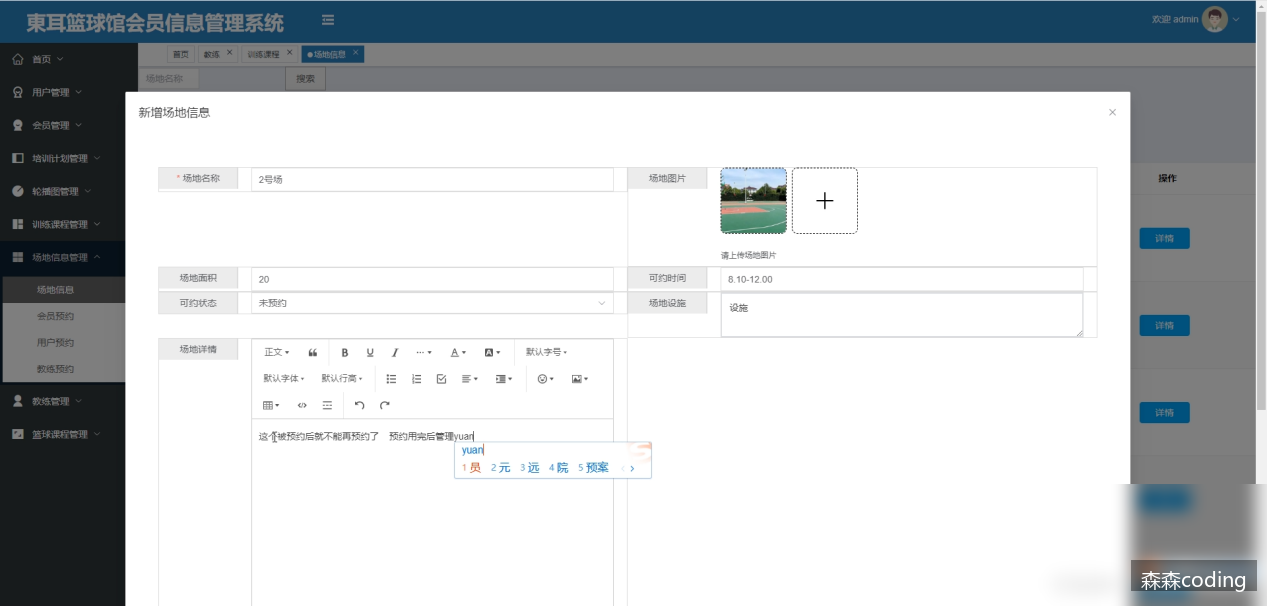 東耳篮球馆会员信息管理系统
欢迎 admin
首页
用户管理
会员管理
培训计划管理
轮播图管理
训练课程管理
场地信息管理
场地信息
会员预约
用户预约
教练预约
教练管理
篮球课程管理
首页 教练 × 训练课程 × 场地信息 ×
场地名称 搜索
操作
详情
详情
详情
新增场地信息 ×
* 场地名称 2号场 场地图片
请上传场地图片
场地面积 20 可约时间 8.10-12.00
可约状态 未预约 场地设施 设施
场地详情
正文 B U I A A 默认字号
默认字体 默认行高
这个被预约后就不能再预约了 预约用完后管理yuan
yuan
1 员 2 元 3 远 4 院 5 预案
森森coding